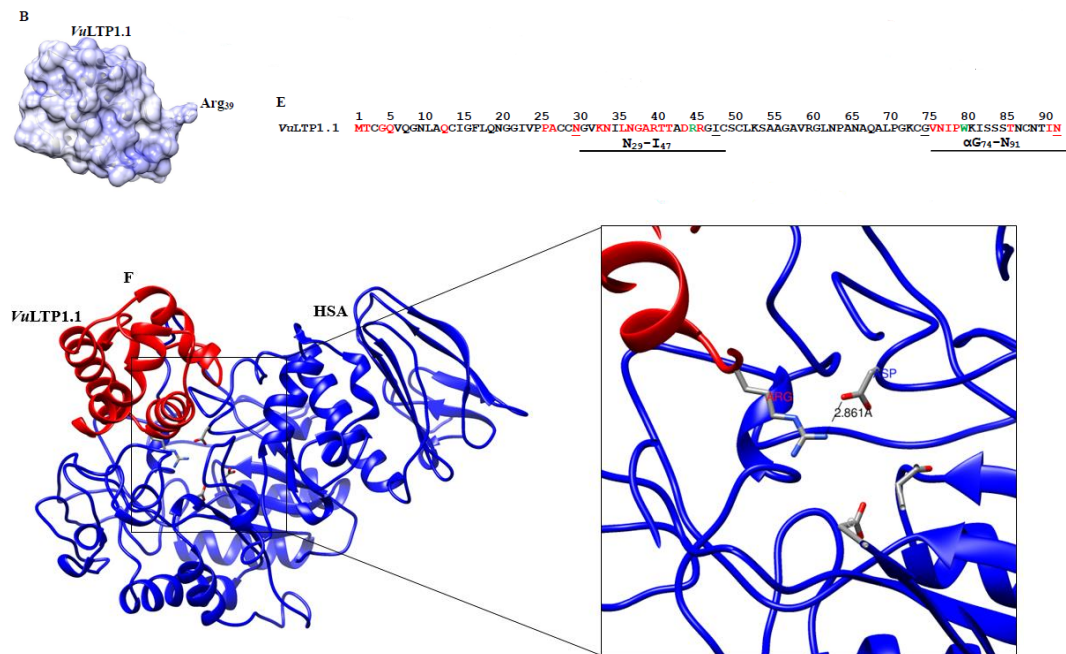 B
VuLTP1.1
Arg39
E
1 5 10 15 20 25 30 35 40 45 50 55 60 65 70 75 80 85 90
VuLTP1.1 MTCGQVQGNLAQCIGFLQNGGIVPPACCNGVKNILNGARTTADRRGICSCLKSAAGAVRGLNPANAQALPGKCGVNIPWKISSSTNCNTIN
N29-I47 αG74-N91
F
VuLTP1.1
HSA
ARG
SP
2.861Å